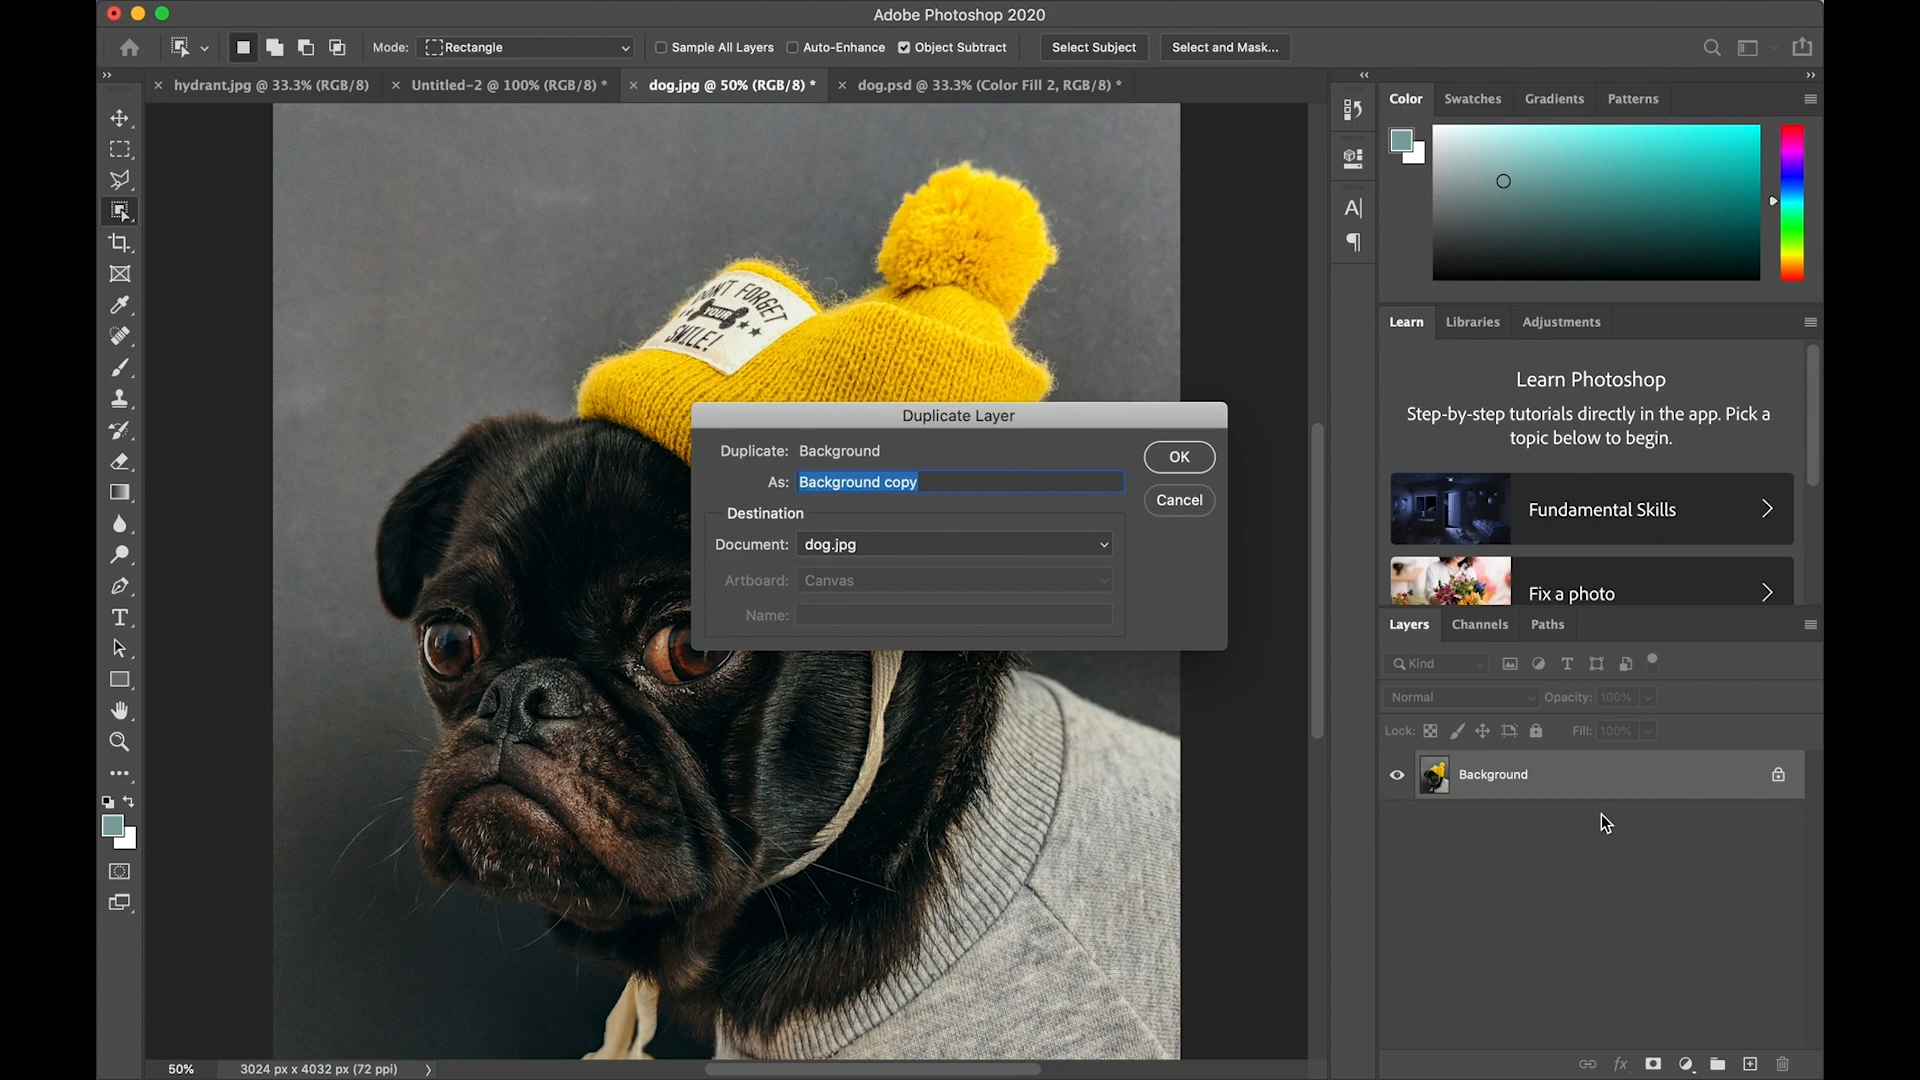 Adobe Photoshop 2020
Mode: Rectangle Sample All Layers Auto-Enhance Object Subtract Select Subject Select and Mask...
hydrant.jpg @ 33.3% (RGB/8) Untitled-2 @ 100% (RGB/8) * dog.jpg @ 50% (RGB/8) * dog.psd @ 33.3% (Color Fill 2, RGB/8) *
Color Swatches Gradients Patterns
DON'T FORGET
YOUR
SMILE!
Learn Libraries Adjustments
Learn Photoshop
Step-by-step tutorials directly in the app. Pick a
topic below to begin.
Fundamental Skills
Fix a photo
Duplicate Layer
Duplicate: Background
As: Background copy
OK
Cancel
Destination
Document: dog.jpg
Artboard: Canvas
Name:
Layers Channels Paths
Kind
Normal Opacity: 100%
Lock: Fill: 100%
Background
50% 3024 px x 4032 px (72 ppi)